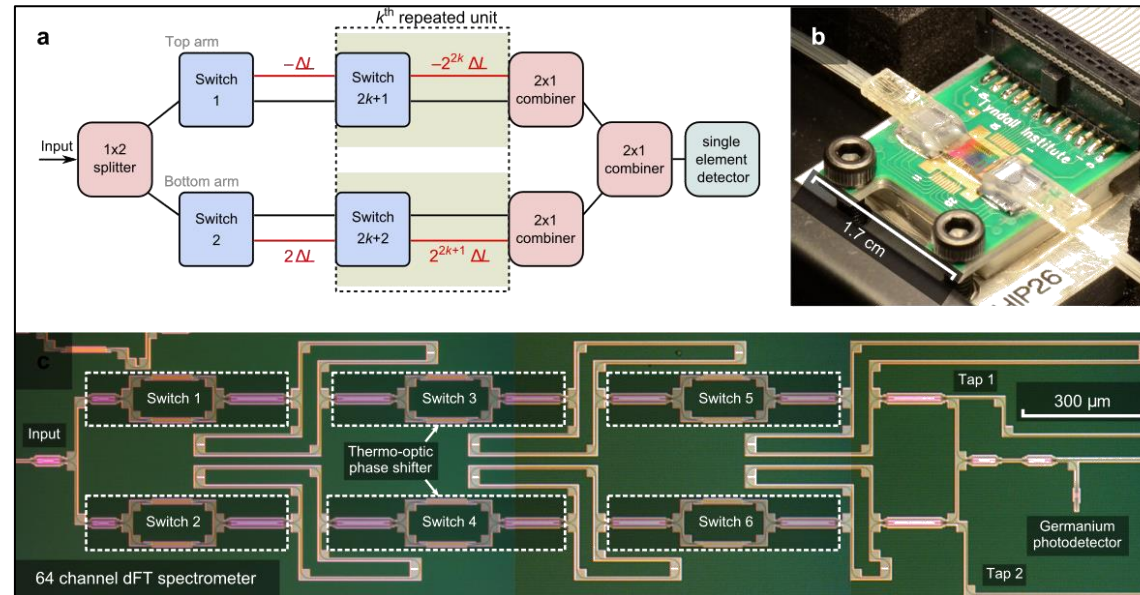 a
kth repeated unit
Top arm
Switch
1
−ΔL
Switch
2k+1
−2^2k ΔL
2x1
combiner
Input
1x2
splitter
2x1
combiner
single
element
detector
Bottom arm
Switch
2
2ΔL
Switch
2k+2
2^2k+1 ΔL
2x1
combiner
b
Tyndall Institute
1.7 cm
HIP26
c
Switch 1
Switch 3
Switch 5
Tap 1
300 µm
Input
Thermo-optic
phase shifter
Switch 2
Switch 4
Switch 6
Germanium
photodetector
64 channel dFT spectrometer
Tap 2